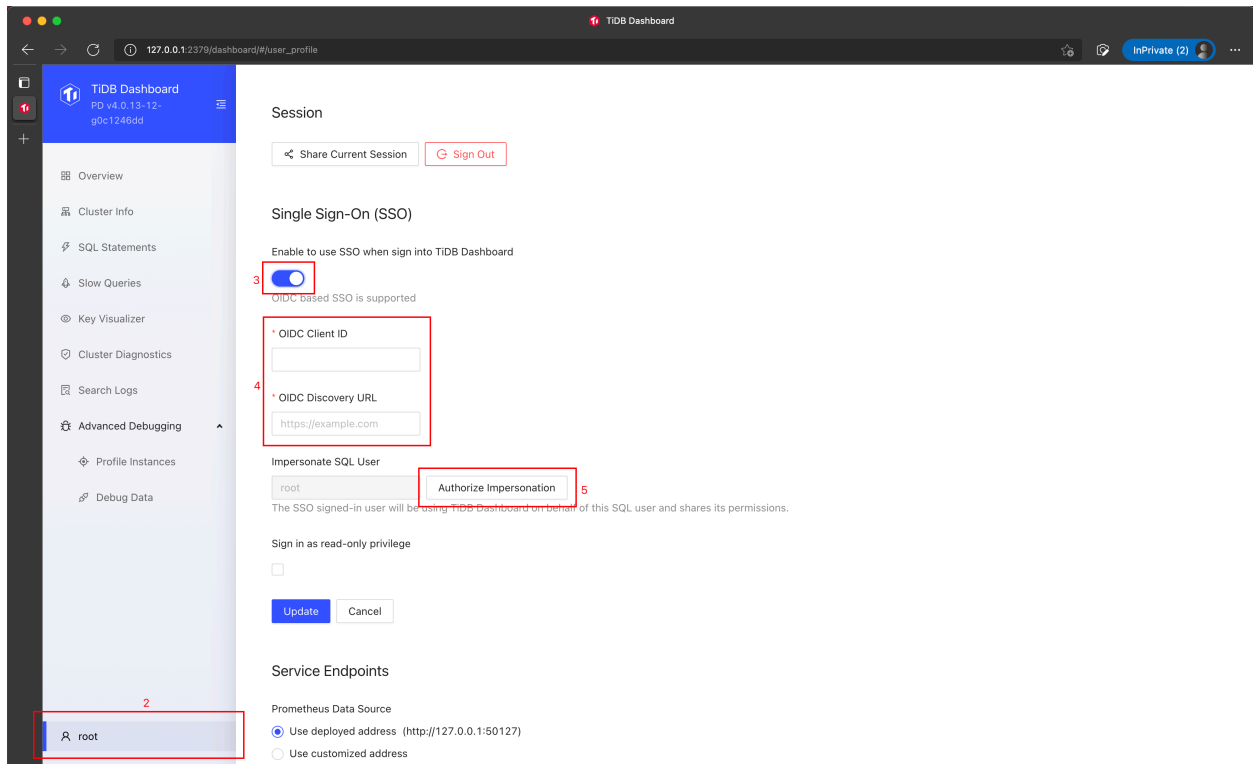 TiDB Dashboard
127.0.0.1:2379/dashboard/#/user_profile
InPrivate (2)
TiDB Dashboard
PD v4.0.13-12-
g0c1246dd
Overview
Cluster Info
SQL Statements
Slow Queries
Key Visualizer
Cluster Diagnostics
Search Logs
Advanced Debugging
Profile Instances
Debug Data
2
root
Session
Share Current Session
Sign Out
Single Sign-On (SSO)
Enable to use SSO when sign into TiDB Dashboard
3
OIDC based SSO is supported
* OIDC Client ID
4
* OIDC Discovery URL
https://example.com
Impersonate SQL User
root
Authorize Impersonation
5
The SSO signed-in user will be using TiDB Dashboard on behalf of this SQL user and shares its permissions.
Sign in as read-only privilege
Update
Cancel
Service Endpoints
Prometheus Data Source
Use deployed address (http://127.0.0.1:50127)
Use customized address